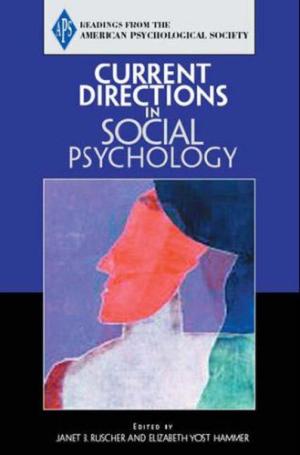 APS
READINGS FROM THE
AMERICAN PSYCHOLOGICAL SOCIETY
CURRENT
DIRECTIONS
IN
SOCIAL
PSYCHOLOGY
EDITED BY
JANET B. RUSCHER AND ELIZABETH YOST HAMMER